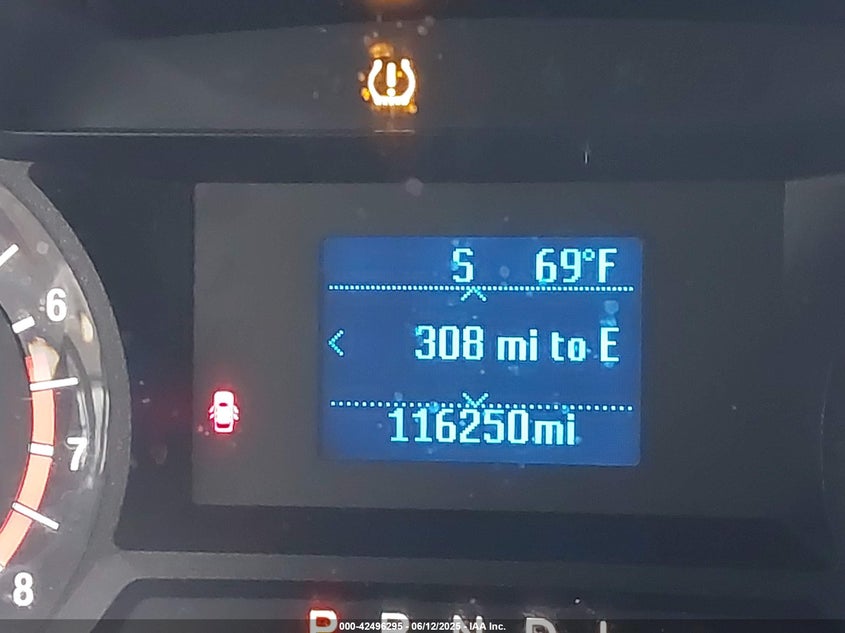 S 69°F
308 mi to E
116250mi
6
7
8
P R N D L
000-42496295 - 06/12/2025 - IAA Inc.